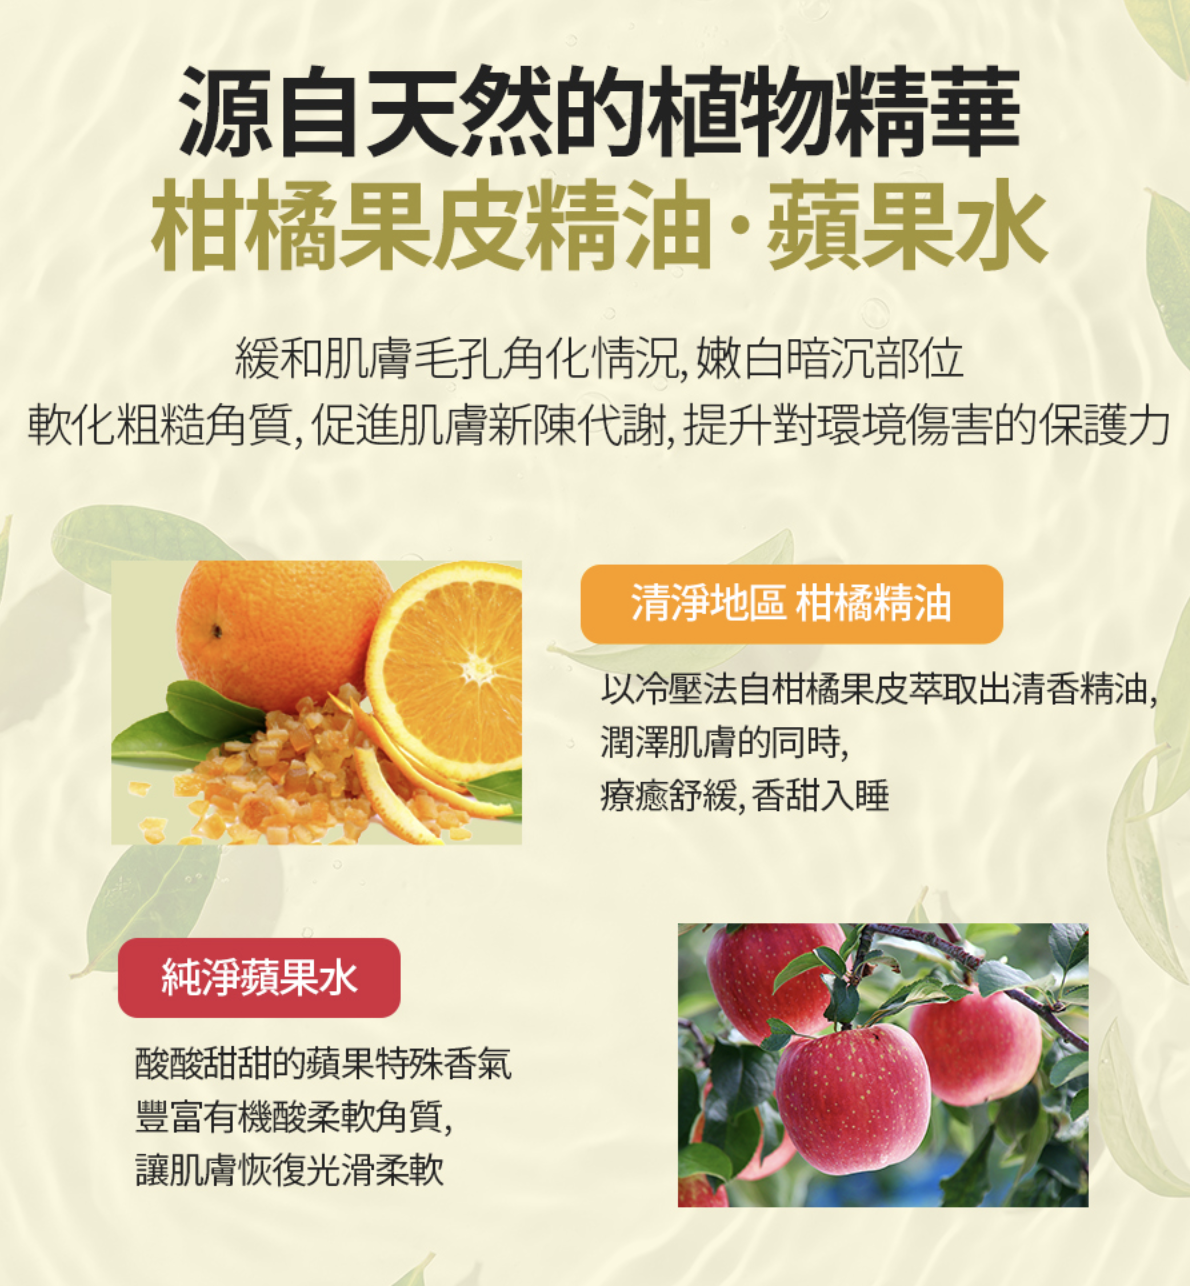 源自天然的植物精華
柑橘果皮精油·蘋果水
緩和肌膚毛孔角化情況, 嫩白暗沉部位
軟化粗糙角質, 促進肌膚新陳代謝, 提升對環境傷害的保護力
清淨地區 柑橘精油
以冷壓法自柑橘果皮萃取出清香精油,
潤澤肌膚的同時,
療癒舒緩, 香甜入睡
純淨蘋果水
酸酸甜甜的蘋果特殊香氣
豐富有機酸柔軟角質,
讓肌膚恢復光滑柔軟